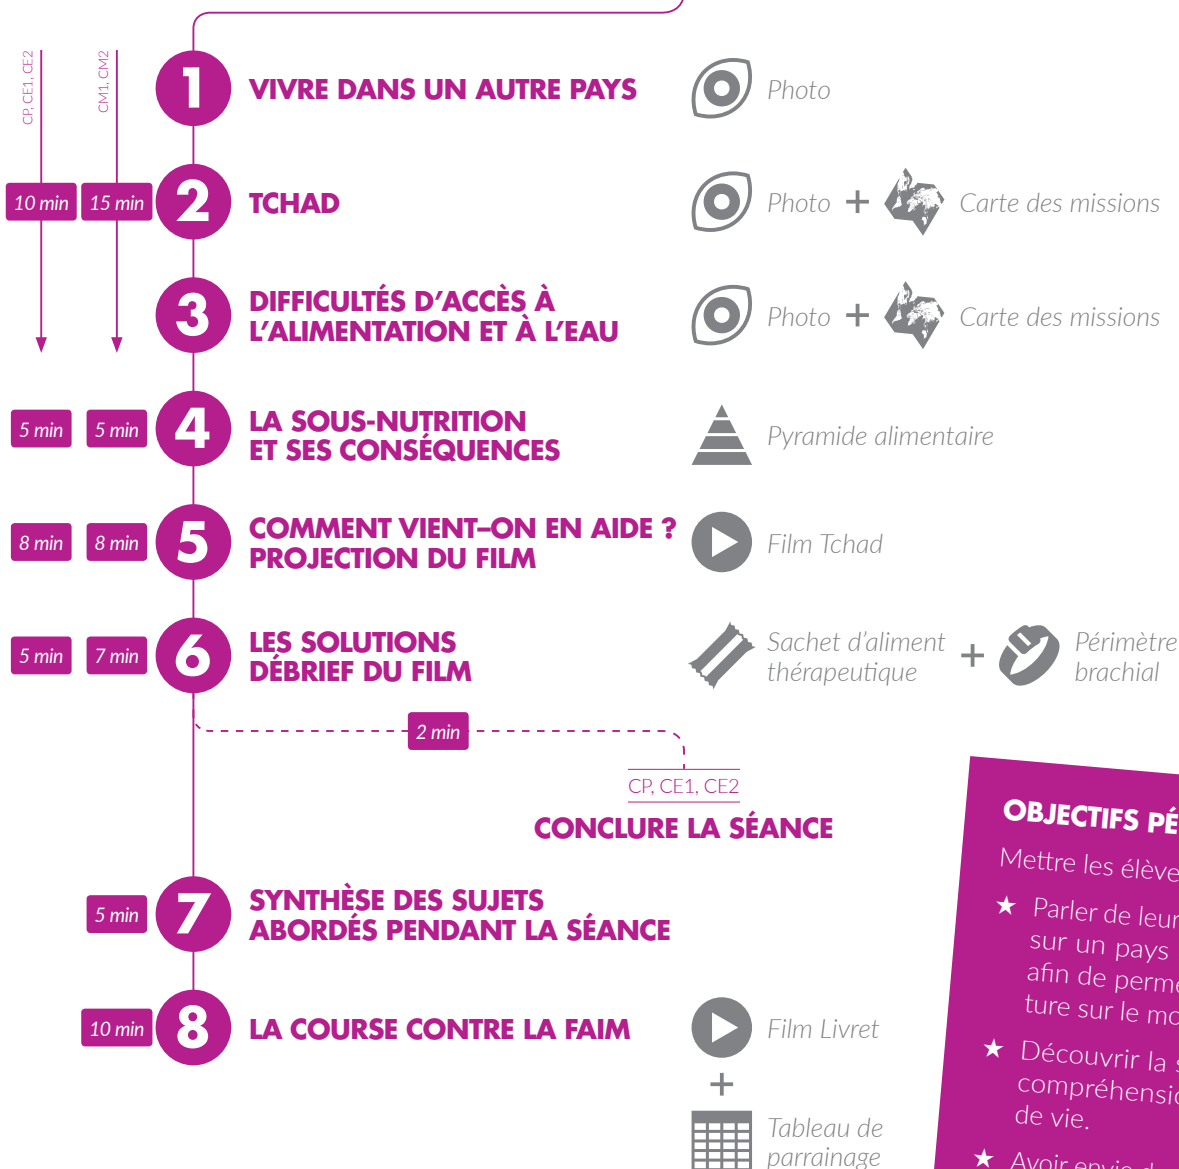 CP, CE1, CE2
CM1, CM2
1
VIVRE DANS UN AUTRE PAYS
Photo
10 min
15 min
2
TCHAD
Photo + Carte des missions
3
DIFFICULTÉS D’ACCÈS À
L’ALIMENTATION ET À L’EAU
Photo + Carte des missions
5 min
5 min
4
LA SOUS-NUTRITION
ET SES CONSÉQUENCES
Pyramide alimentaire
8 min
8 min
5
COMMENT VIENT–ON EN AIDE ?
PROJECTION DU FILM
Film Tchad
5 min
7 min
6
LES SOLUTIONS
DÉBRIEF DU FILM
Sachet d’aliment
thérapeutique
+
Périmètre
brachial
2 min
CP, CE1, CE2
CONCLURE LA SÉANCE
5 min
7
SYNTHÈSE DES SUJETS
ABORDÉS PENDANT LA SÉANCE
10 min
8
LA COURSE CONTRE LA FAIM
Film Livret
+
Tableau de
parrainage
OBJECTIFS PÉ
Mettre les élève
★ Parler de leur
sur un pays
afin de perme
ture sur le mo
★ Découvrir la s
compréhensio
de vie.
★ Avoir envie d